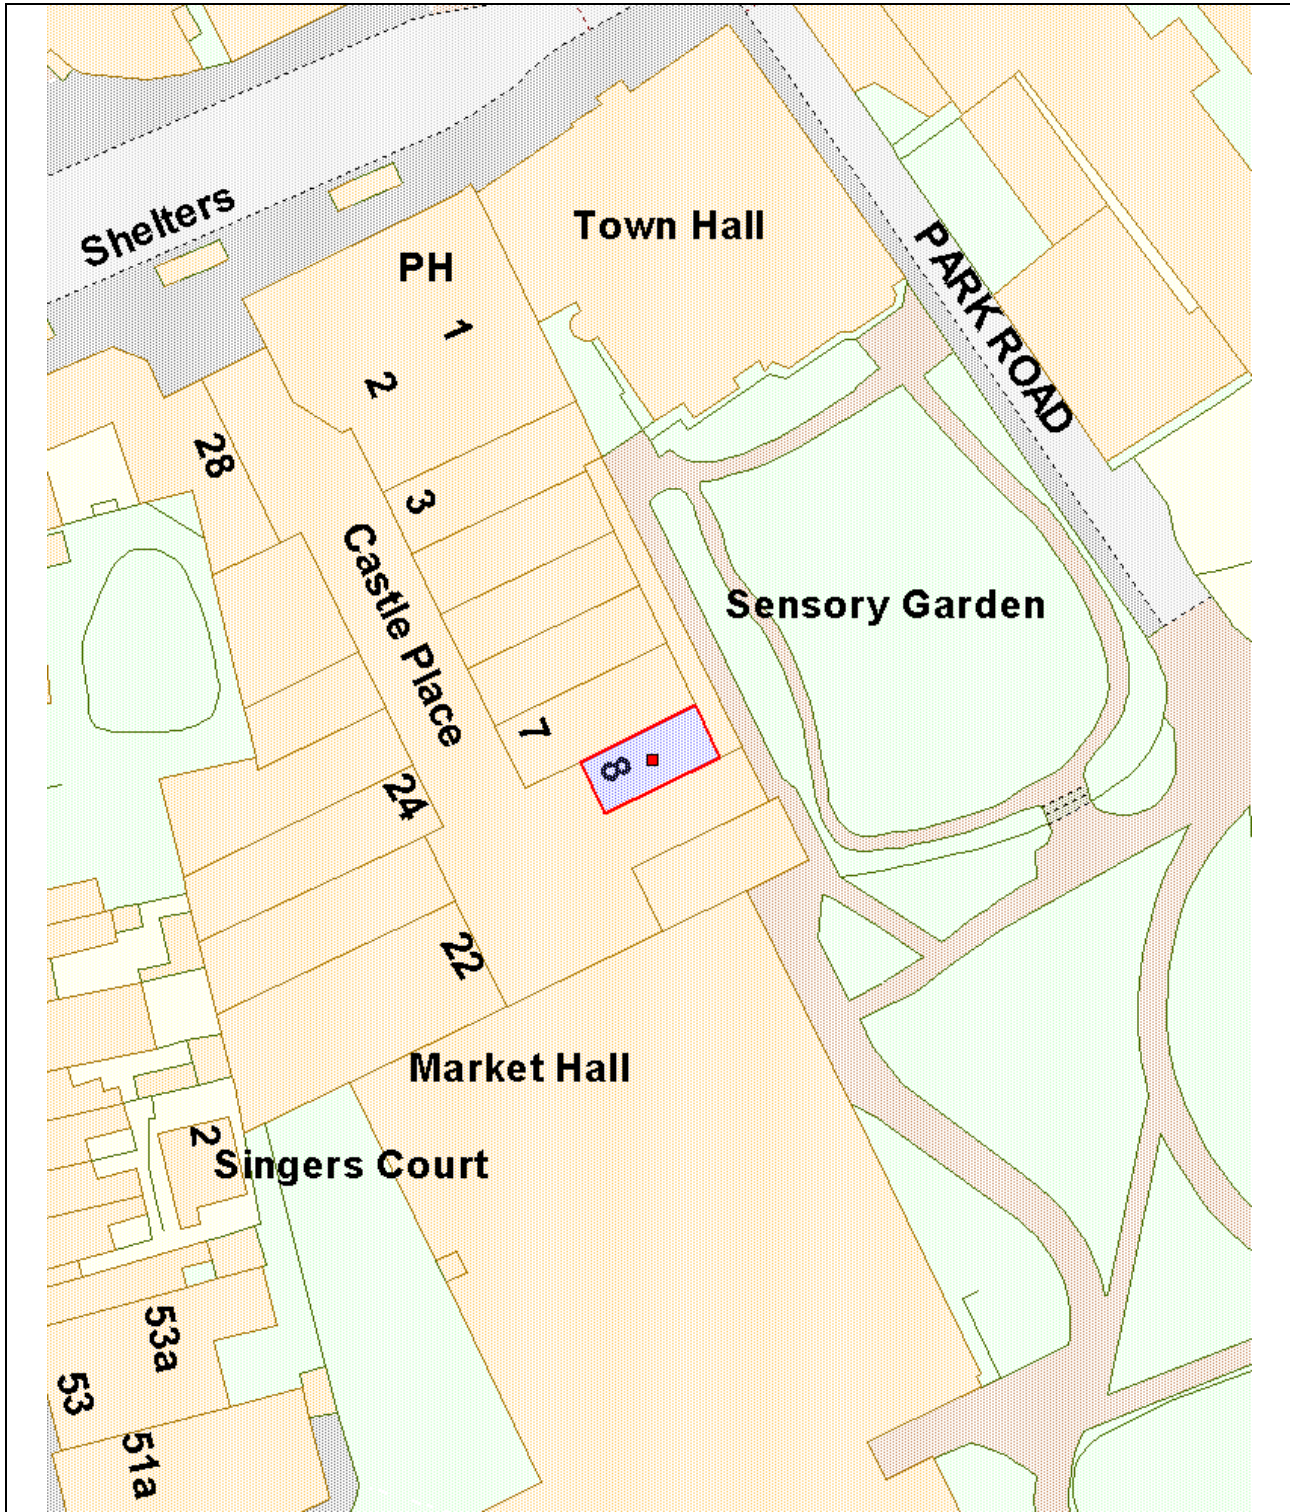 Shelters
Town Hall
PH
PARK ROAD
1
2
28
3
Castle Place
Sensory Garden
7
8
24
22
Market Hall
2
Singers Court
53a
53
51a